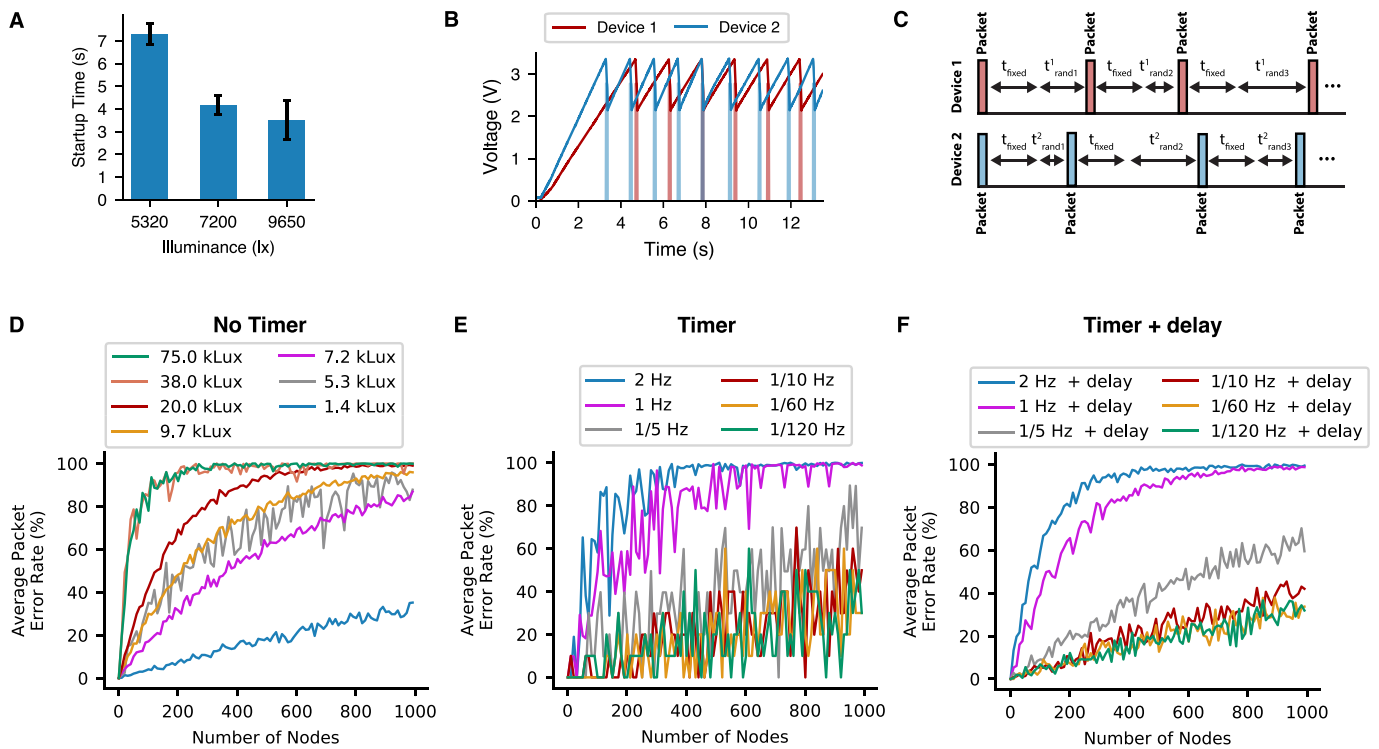 A
Startup Time (s)
7
6
5
4
3
2
1
0
5320 7200 9650
Illuminance (lx)
B
Device 1 Device 2
Voltage (V)
3
2
1
0
0 2 4 6 8 10 12
Time (s)
C
Device 1
Packet Packet Packet Packet
t_fixed t^1_rand1 t_fixed t^1_rand2 t_fixed t^1_rand3 ...
Device 2
t_fixed t^2_rand1 t_fixed t^2_rand2 t_fixed t^2_rand3 ...
Packet Packet Packet Packet
D
No Timer
75.0 kLux 7.2 kLux
38.0 kLux 5.3 kLux
20.0 kLux 1.4 kLux
9.7 kLux
Average Packet
Error Rate (%)
100
80
60
40
20
0
0 200 400 600 800 1000
Number of Nodes
E
Timer
2 Hz 1/10 Hz
1 Hz 1/60 Hz
1/5 Hz 1/120 Hz
Average Packet
Error Rate (%)
100
80
60
40
20
0
0 200 400 600 800 1000
Number of Nodes
F
Timer + delay
2 Hz + delay 1/10 Hz + delay
1 Hz + delay 1/60 Hz + delay
1/5 Hz + delay 1/120 Hz + delay
Average Packet
Error Rate (%)
100
80
60
40
20
0
0 200 400 600 800 1000
Number of Nodes